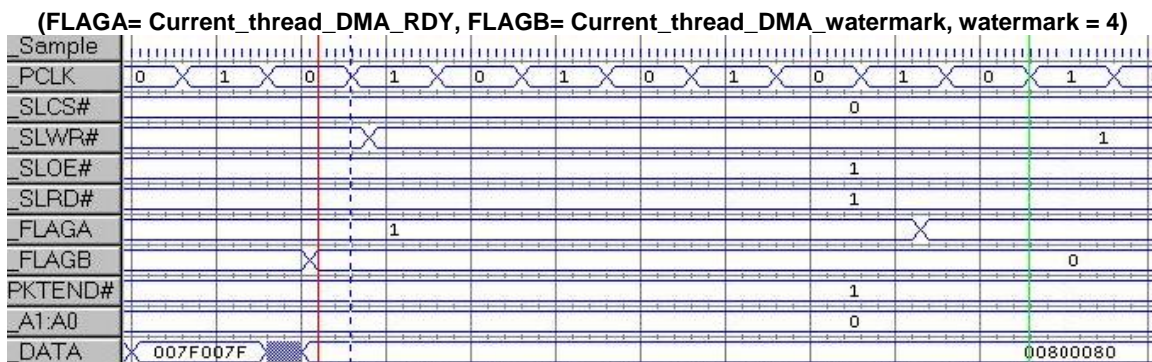 (FLAGA= Current_thread_DMA_RDY, FLAGB= Current_thread_DMA_watermark, watermark = 4)
_Sample
_PCLK 0 1 0 1 0 1 0 1 0 1 0 1
_SLCS# 0
_SLWR# 1
_SLOE# 1
_SLRD# 1
_FLAGA 1
_FLAGB 0
PKTEND# 1
_A1:A0 0
_DATA 007F007F 00800080